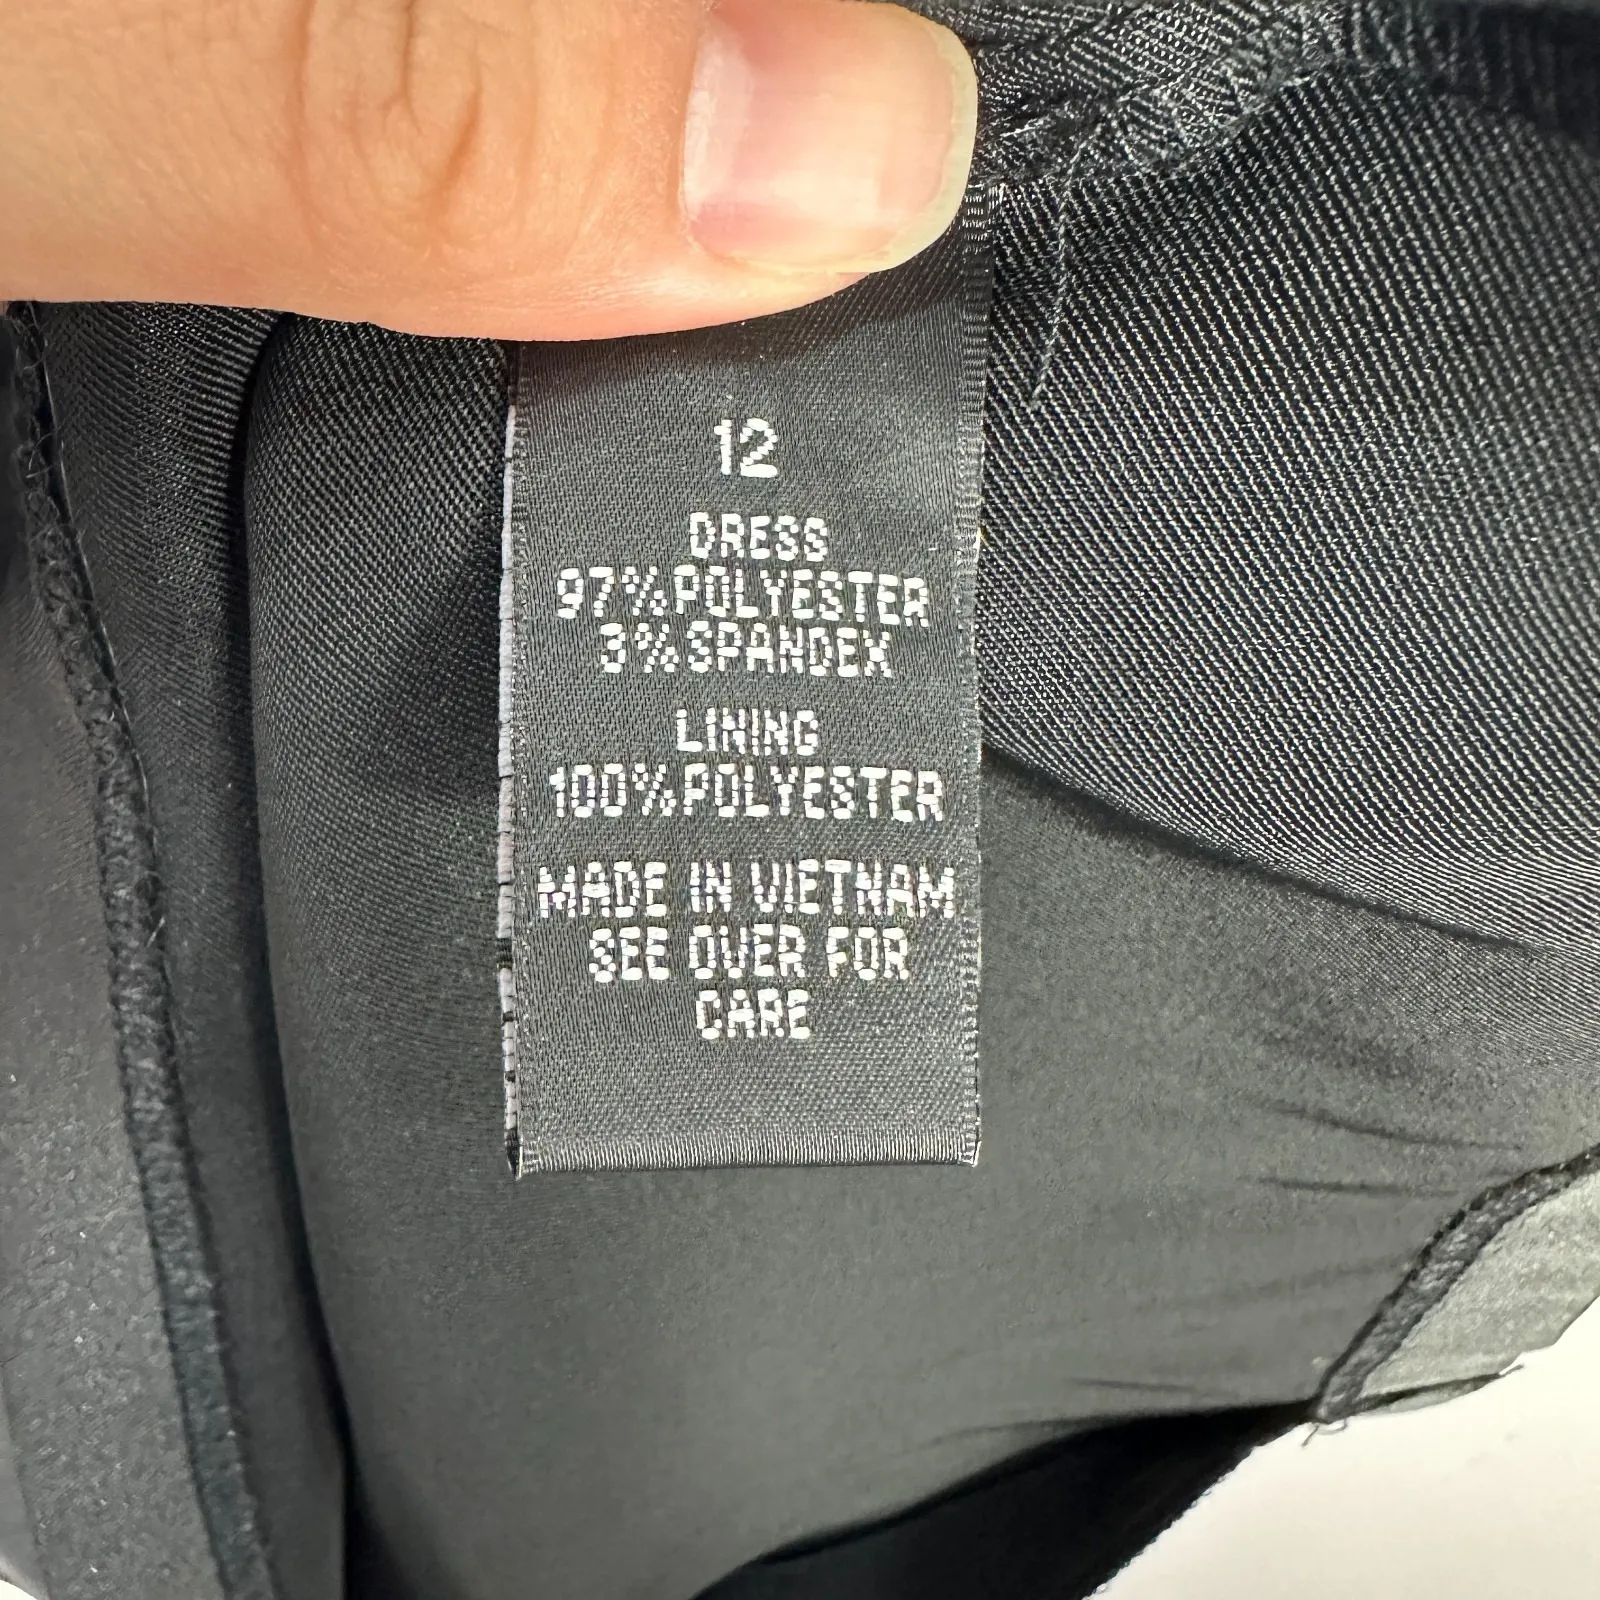 12
DRESS
97% POLYESTER
3% SPANDEX
LINING
100% POLYESTER
MADE IN VIETNAM
SEE OVER FOR
CARE